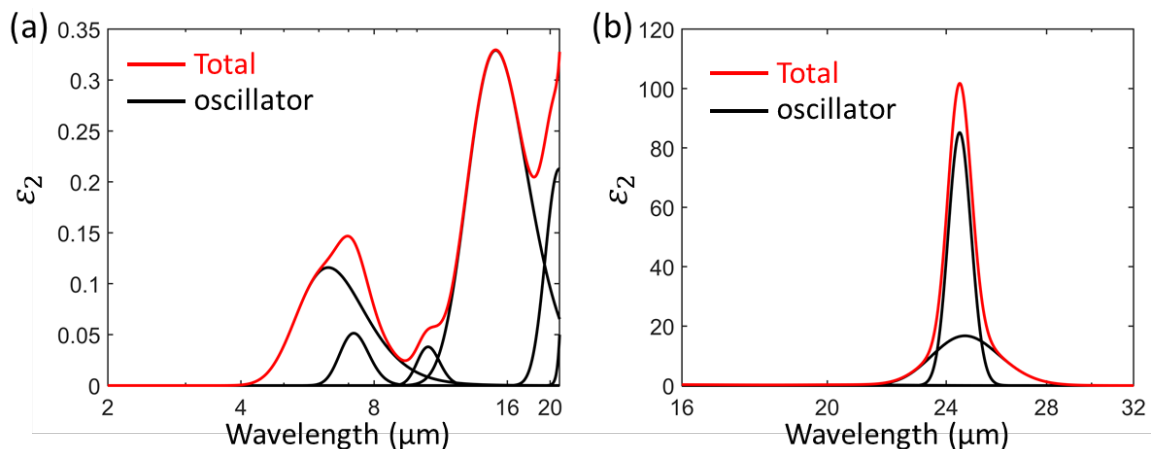 (a)
0.35
0.3
0.25
0.2
0.15
0.1
0.05
0
ε2
Total
oscillator
2
4
8
16
20
Wavelength (μm)
(b)
120
100
80
60
40
20
0
ε2
Total
oscillator
16
20
24
28
32
Wavelength (μm)